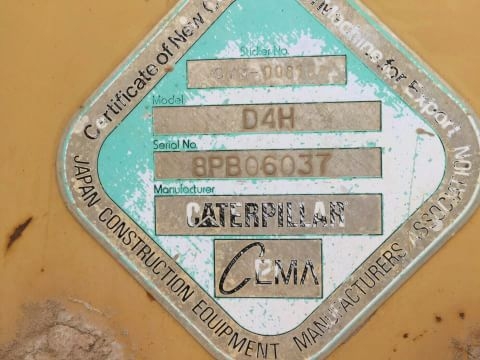 Certificate of New
Machine for Export
Sticker No.
Model
D4H
Serial No.
8PB06037
Manufacturer
CATERPILLAR
CEMA
JAPAN CONSTRUCTION EQUIPMENT MANUFACTURERS ASSOCIATION